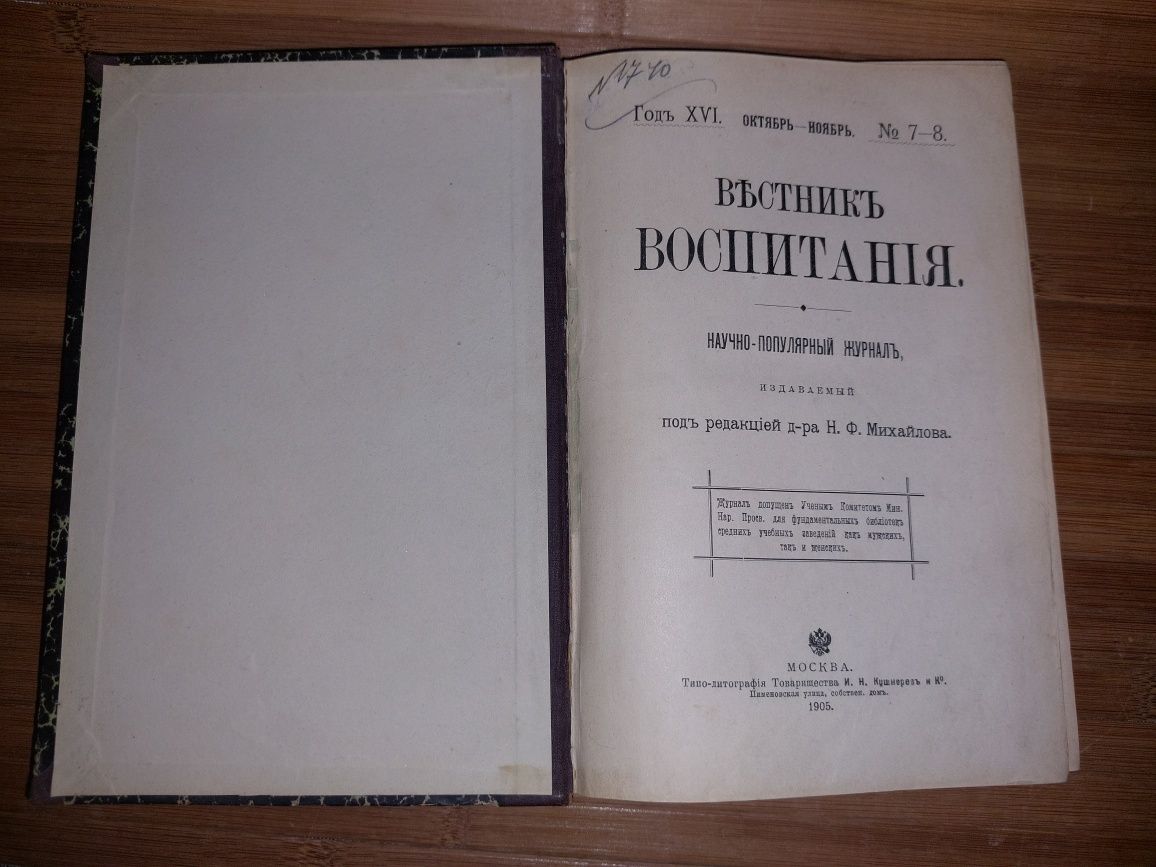 № 1740
Годъ XVI. ОКТЯБРЬ—НОЯБРЬ. № 7—8.
ВѢСТНИКЪ
ВОСПИТАНІЯ.
НАУЧНО-ПОПУЛЯРНЫЙ ЖУРНАЛЪ,
ИЗДАВАЕМЫЙ
подъ редакціей д-ра Н. Ф. Михайлова.
Журналъ допущенъ Ученымъ Комитетомъ Мин.
Нар. Просв. для фундаментальныхъ библіотекъ
среднихъ учебныхъ заведеній какъ мужскихъ,
такъ и женскихъ.
МОСКВА.
Типо-литографія Товарищества И. Н. Кушнеревъ и К°.
Пименовская улица, собствен. домъ.
1905.